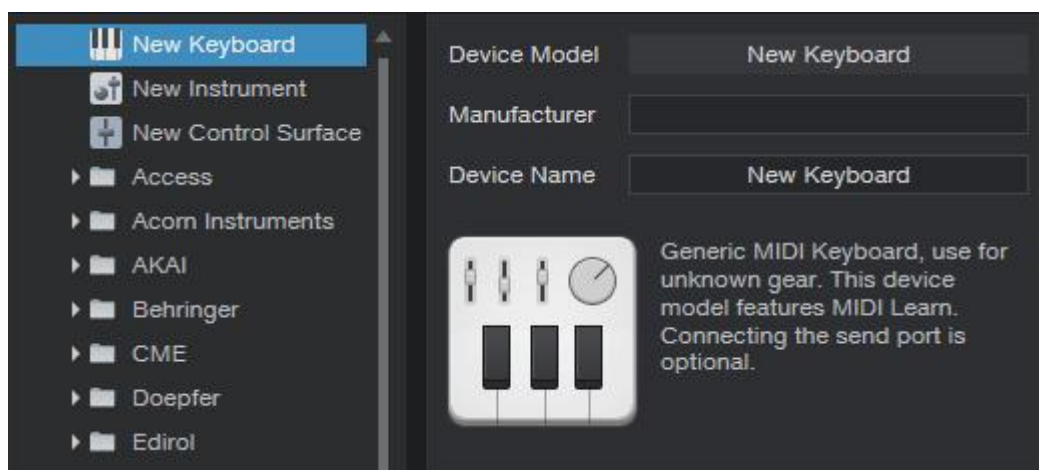 New Keyboard
New Instrument
New Control Surface
Access
Acorn Instruments
AKAI
Behringer
CME
Doepfer
Edirol
Device Model New Keyboard
Manufacturer
Device Name New Keyboard
Generic MIDI Keyboard, use for
unknown gear. This device
model features MIDI Learn.
Connecting the send port is
optional.